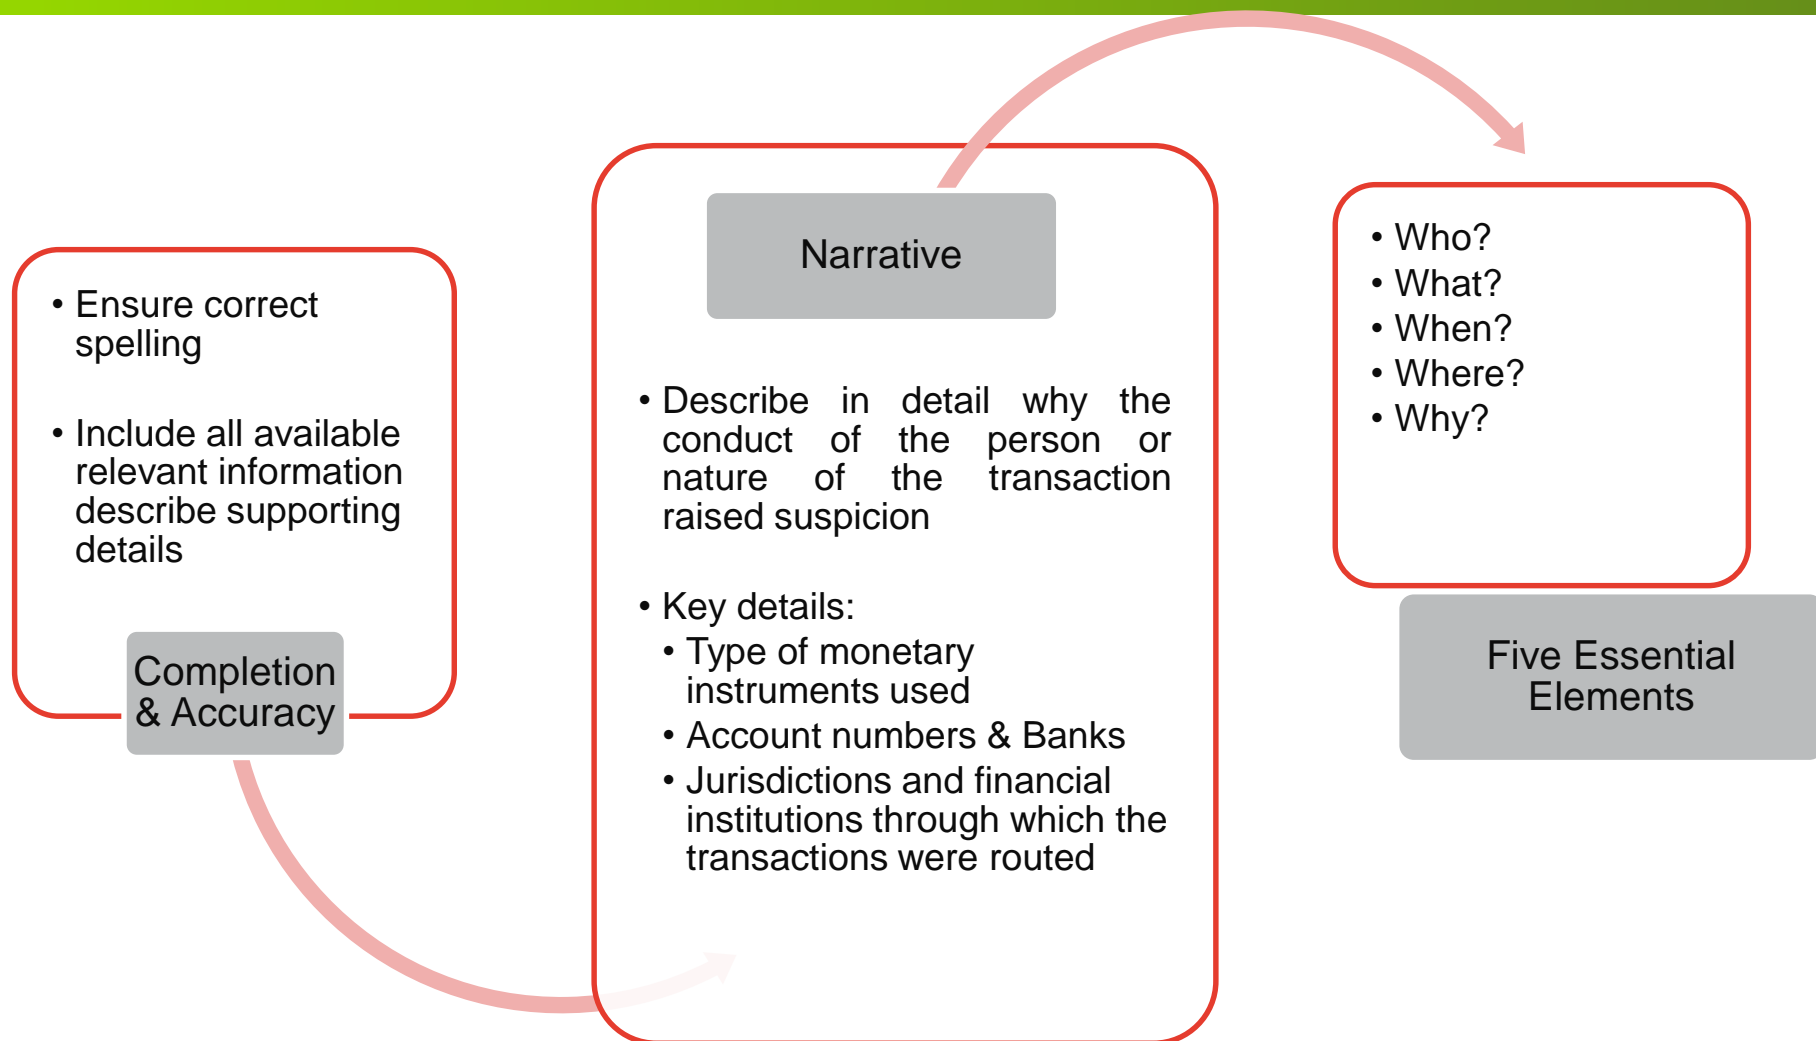 • Ensure correct
spelling
• Include all available
relevant information
describe supporting
details
Completion
& Accuracy
Narrative
• Describe in detail why the
conduct of the person or
nature of the transaction
raised suspicion
• Key details:
• Type of monetary
instruments used
• Account numbers & Banks
• Jurisdictions and financial
institutions through which the
transactions were routed
• Who?
• What?
• When?
• Where?
• Why?
Five Essential
Elements